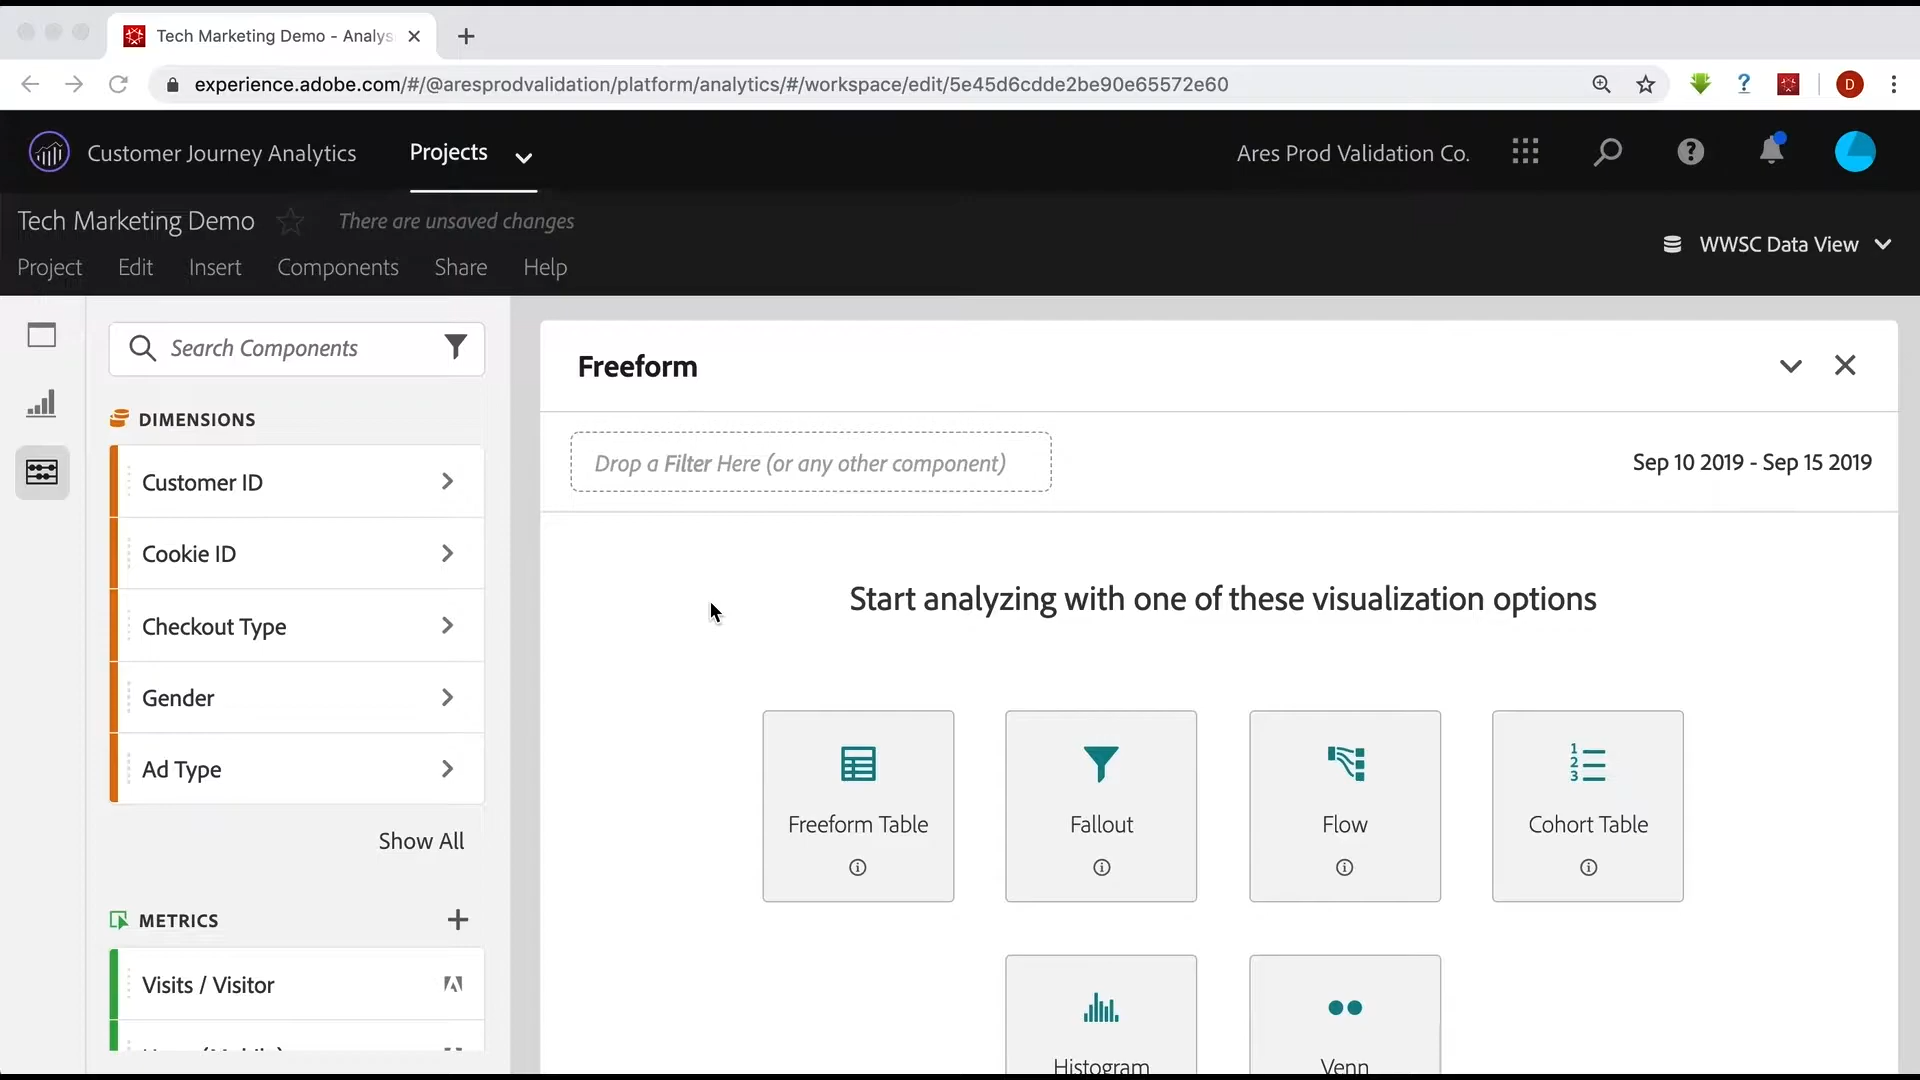 Tech Marketing Demo - Analys
experience.adobe.com/#/@aresprodvalidation/platform/analytics/#/workspace/edit/5e45d6cdde2be90e65572e60
D
Customer Journey Analytics
Projects
Ares Prod Validation Co.
Tech Marketing Demo
There are unsaved changes
WWSC Data View
Project Edit Insert Components Share Help
Search Components
Freeform
DIMENSIONS
Drop a Filter Here (or any other component)
Sep 10 2019 - Sep 15 2019
Customer ID
Cookie ID
Checkout Type
Gender
Ad Type
Show All
Start analyzing with one of these visualization options
Freeform Table
Fallout
Flow
Cohort Table
METRICS
Visits / Visitor
Histogram
Venn